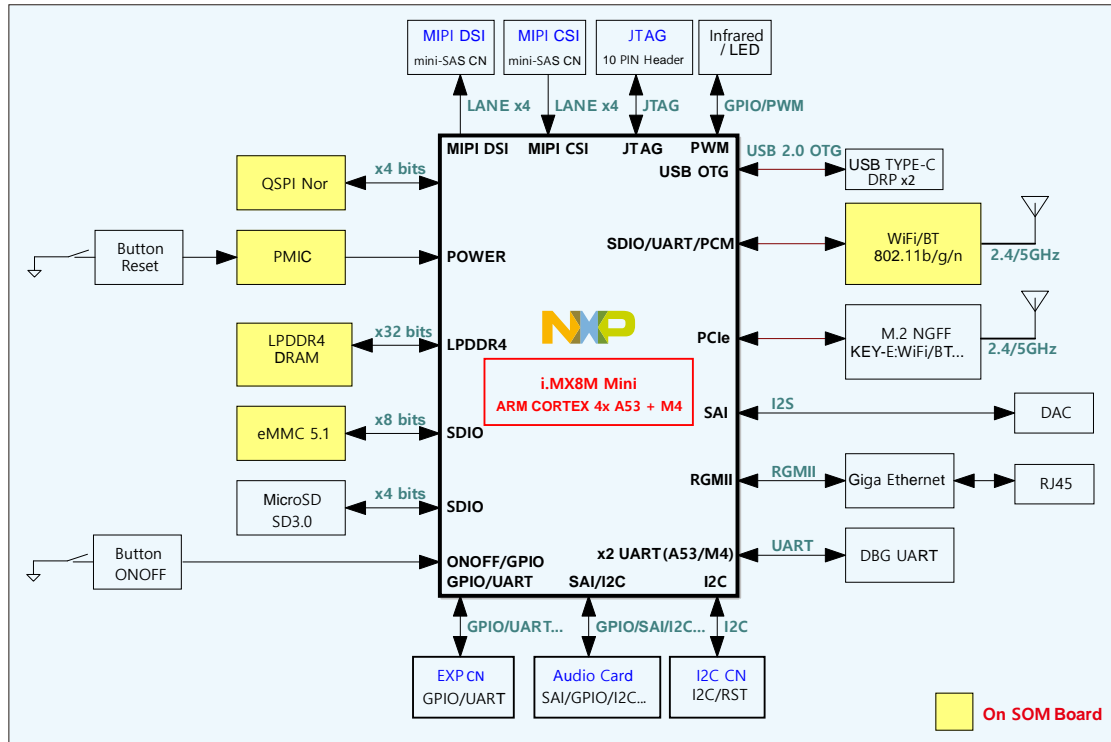 MIPI DSI
mini-SAS CN
MIPI CSI
mini-SAS CN
JTAG
10 PIN Header
Infrared
/ LED
LANE x4
LANE x4
JTAG
GPIO/PWM
MIPI DSI
MIPI CSI
JTAG
PWM
USB OTG
USB 2.0 OTG
USB TYPE-C
DRP x2
QSPI Nor
x4 bits
SDIO/UART/PCM
WiFi/BT
802.11b/g/n
2.4/5GHz
Button
Reset
PMIC
POWER
LPDDR4
DRAM
x32 bits
LPDDR4
NXP
PCIe
M.2 NGFF
KEY-E:WiFi/BT...
2.4/5GHz
i.MX8M Mini
ARM CORTEX 4x A53 + M4
eMMC 5.1
x8 bits
SDIO
SAI
I2S
DAC
MicroSD
SD3.0
x4 bits
SDIO
RGMII
RGMII
Giga Ethernet
RJ45
Button
ONOFF
ONOFF/GPIO
x2 UART(A53/M4)
UART
DBG UART
GPIO/UART
SAI/I2C
I2C
GPIO/UART...
GPIO/SAI/I2C...
I2C
EXP CN
GPIO/UART
Audio Card
SAI/GPIO/I2C...
I2C CN
I2C/RST
On SOM Board